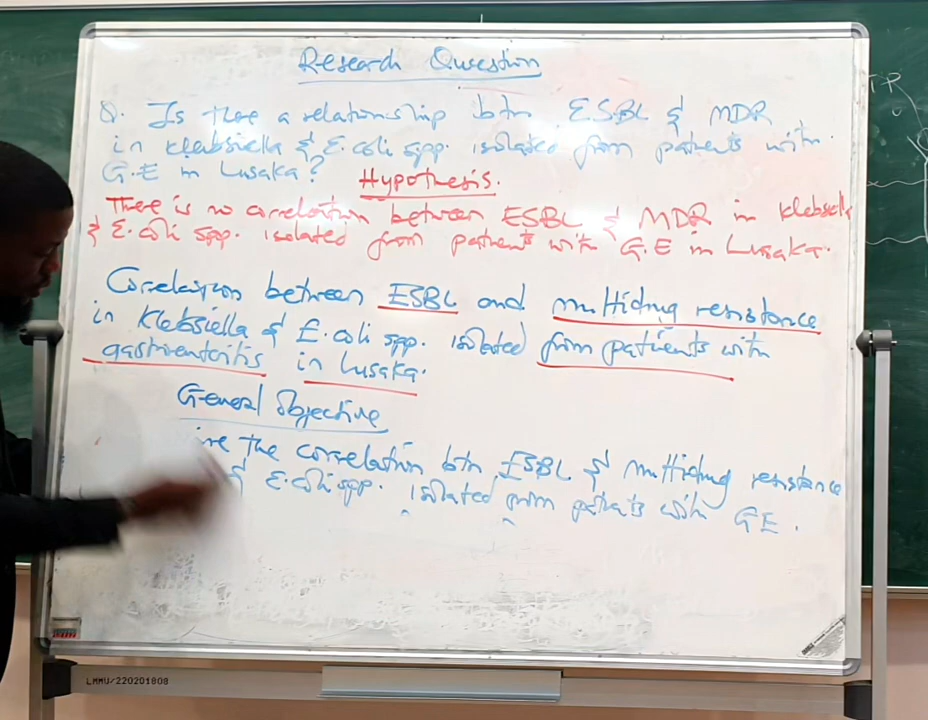 Research Question
Q. Is there a relationship btn ESBL & MDR
in klebsiella & E.coli spp. isolated from patients with
G.E in Lusaka?
Hypothesis.
There is no correlation between ESBL & MDR in klebsiella
& E.coli spp. isolated from patients with G.E in Lusaka.
Correlation between ESBL and multidrug resistance
in Klebsiella & E.coli spp. isolated from patients with
gastroenteritis in Lusaka.
General Objective
the correlation btn ESBL & multidrug resistance
& E.coli spp. isolated from patients with GE.
LMMU/220201808